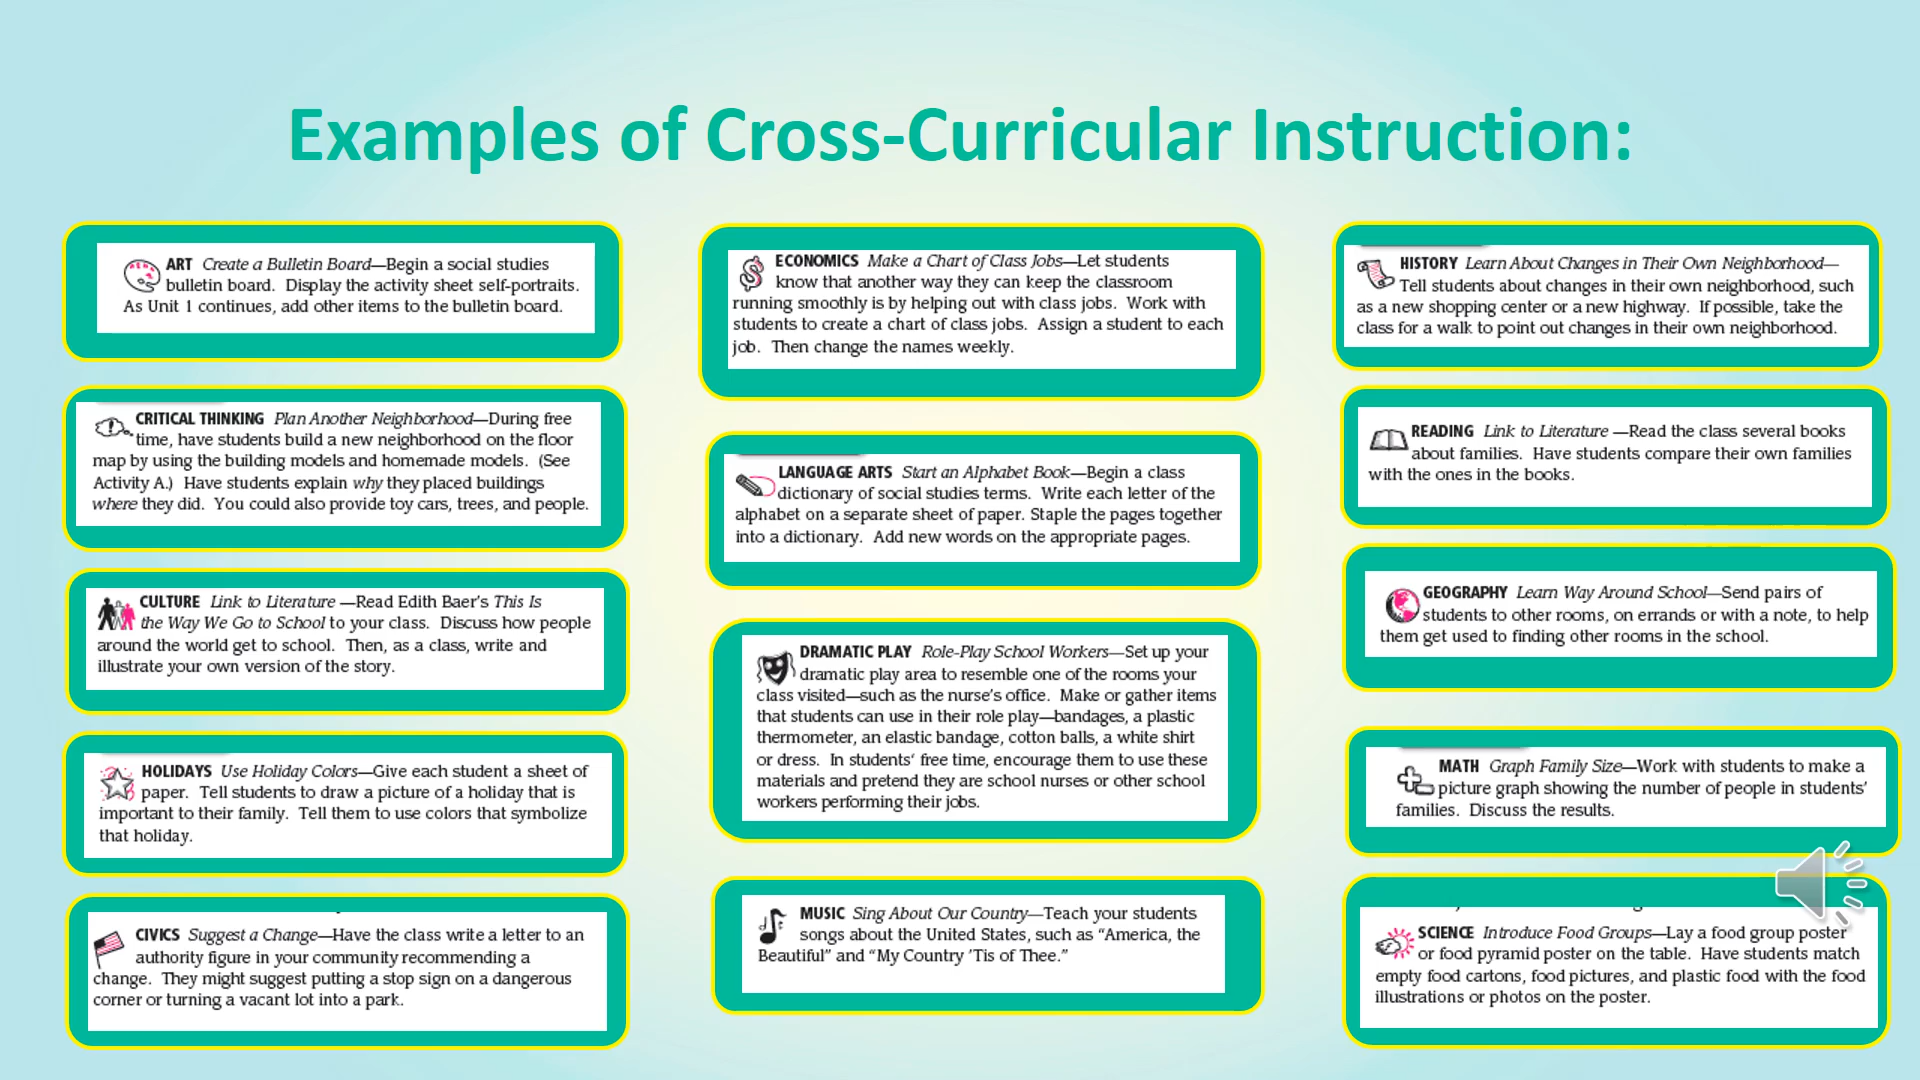 Examples of Cross-Curricular Instruction:
ART Create a Bulletin Board—Begin a social studies
bulletin board. Display the activity sheet self-portraits.
As Unit 1 continues, add other items to the bulletin board.
CRITICAL THINKING Plan Another Neighborhood—During free
time, have students build a new neighborhood on the floor
map by using the building models and homemade models. (See
Activity A.) Have students explain why they placed buildings
where they did. You could also provide toy cars, trees, and people.
CULTURE Link to Literature —Read Edith Baer's This Is
the Way We Go to School to your class. Discuss how people
around the world get to school. Then, as a class, write and
illustrate your own version of the story.
HOLIDAYS Use Holiday Colors—Give each student a sheet of
paper. Tell students to draw a picture of a holiday that is
important to their family. Tell them to use colors that symbolize
that holiday.
CIVICS Suggest a Change—Have the class write a letter to an
authority figure in your community recommending a
change. They might suggest putting a stop sign on a dangerous
corner or turning a vacant lot into a park.
ECONOMICS Make a Chart of Class Jobs—Let students
know that another way they can keep the classroom
running smoothly is by helping out with class jobs. Work with
students to create a chart of class jobs. Assign a student to each
job. Then change the names weekly.
LANGUAGE ARTS Start an Alphabet Book—Begin a class
dictionary of social studies terms. Write each letter of the
alphabet on a separate sheet of paper. Staple the pages together
into a dictionary. Add new words on the appropriate pages.
DRAMATIC PLAY Role-Play School Workers—Set up your
dramatic play area to resemble one of the rooms your
class visited—such as the nurse's office. Make or gather items
that students can use in their role play—bandages, a plastic
thermometer, an elastic bandage, cotton balls, a white shirt
or dress. In students' free time, encourage them to use these
materials and pretend they are school nurses or other school
workers performing their jobs.
MUSIC Sing About Our Country—Teach your students
songs about the United States, such as "America, the
Beautiful" and "My Country 'Tis of Thee."
HISTORY Learn About Changes in Their Own Neighborhood—
Tell students about changes in their own neighborhood, such
as a new shopping center or a new highway. If possible, take the
class for a walk to point out changes in their own neighborhood.
READING Link to Literature —Read the class several books
about families. Have students compare their own families
with the ones in the books.
GEOGRAPHY Learn Way Around School—Send pairs of
students to other rooms, on errands or with a note, to help
them get used to finding other rooms in the school.
MATH Graph Family Size—Work with students to make a
picture graph showing the number of people in students'
families. Discuss the results.
SCIENCE Introduce Food Groups—Lay a food group poster
or food pyramid poster on the table. Have students match
empty food cartons, food pictures, and plastic food with the food
illustrations or photos on the poster.